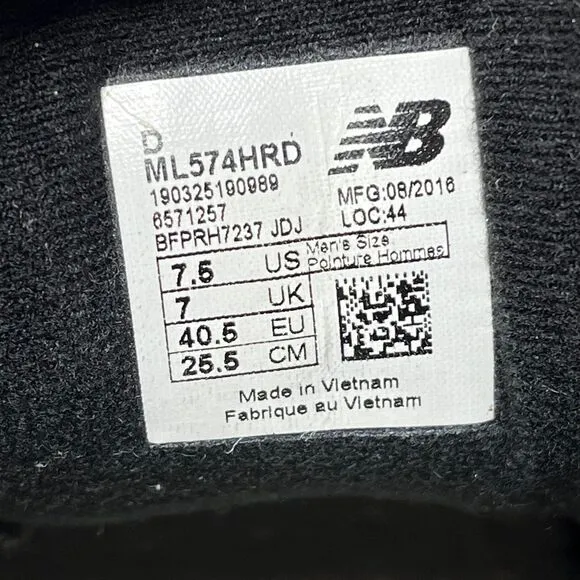 D
ML574HRD
190325190989
6571257
BFPRH7237 JDJ
NB
MFG:08/2016
LOC:44
7.5 US Men's Size
Pointure Hommes
7 UK
40.5 EU
25.5 CM
Made in Vietnam
Fabrique au Vietnam